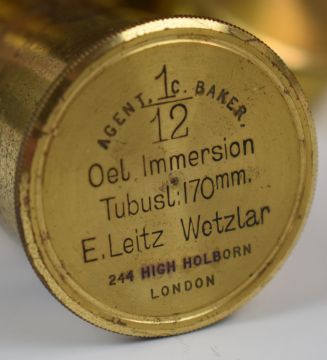 AGENT, C. BAKER.
1/12
Oel Immersion
Tubusl:170mm.
E. Leitz Wetzlar
244 HIGH HOLBORN
LONDON